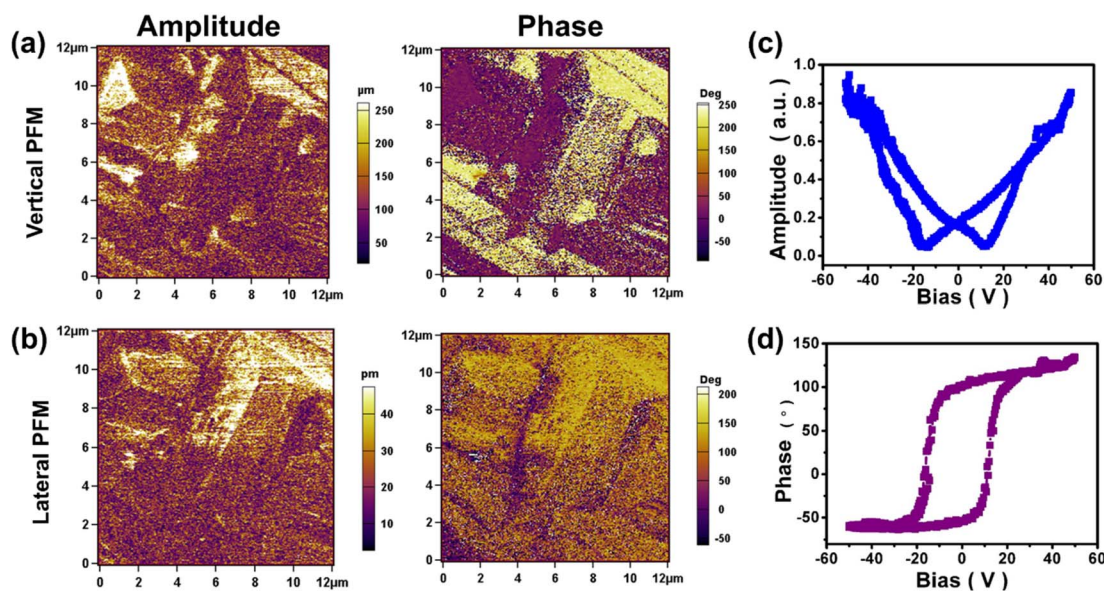 Amplitude
Phase
(a)
Vertical PFM
12µm
10
8
6
4
2
0
0 2 4 6 8 10 12µm
µm
250
200
150
100
50
12µm
10
8
6
4
2
0
0 2 4 6 8 10 12µm
Deg
250
200
150
100
50
0
-50
(c)
Amplitude (a.u.)
1.0
0.8
0.6
0.4
0.2
0.0
-60 -40 -20 0 20 40 60
Bias (V)
(b)
Lateral PFM
12µm
10
8
6
4
2
0
0 2 4 6 8 10 12µm
pm
40
30
20
10
12µm
10
8
6
4
2
0
0 2 4 6 8 10 12µm
Deg
200
150
100
50
0
-50
(d)
Phase (°)
150
100
50
0
-50
-60 -40 -20 0 20 40 60
Bias (V)